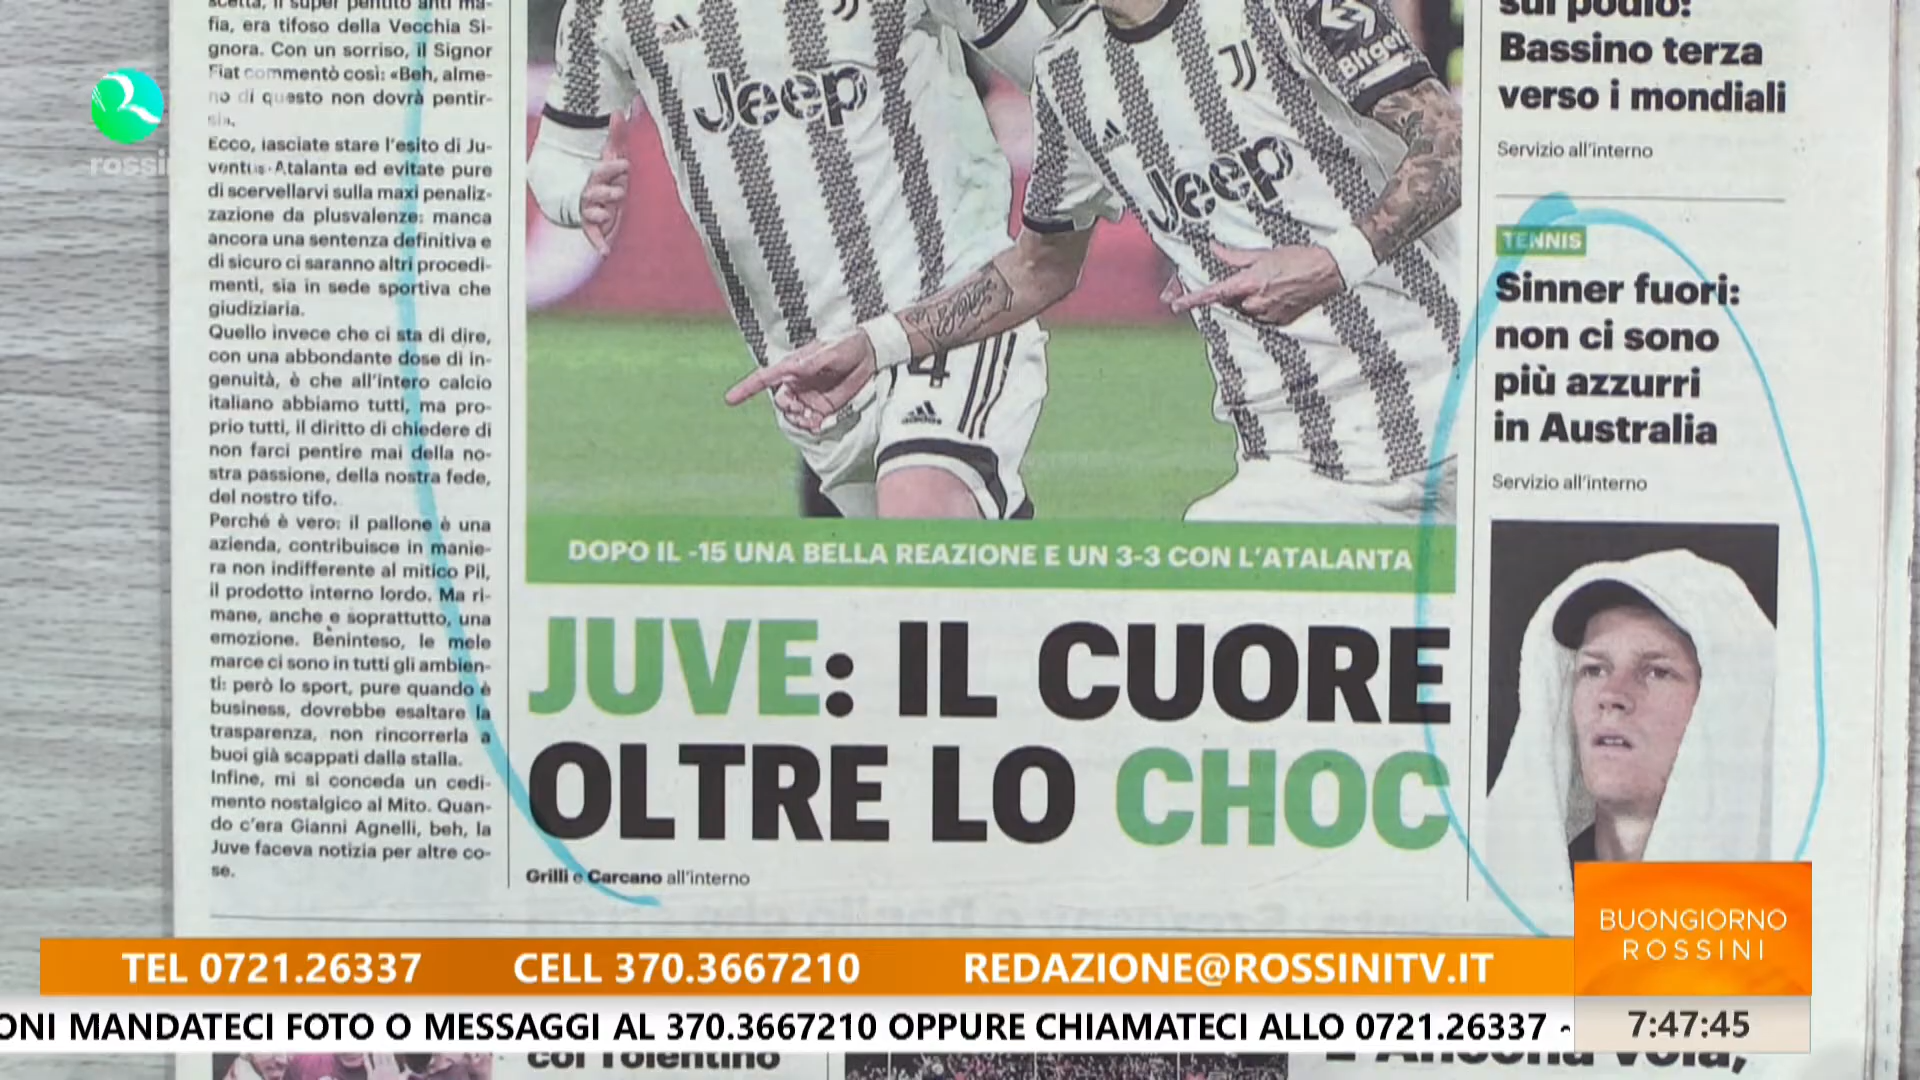 scetta, il super pentito anti ma-
fia, era tifoso della Vecchia Si-
gnora. Con un sorriso, il Signor
Fiat commentò così: «Beh, alme-
no di questo non dovrà pentir-
si».
Ecco, lasciate stare l'esito di Ju-
ventus-Atalanta ed evitate pure
di scervellarvi sulla maxi penaliz-
zazione da plusvalenze: manca
ancora una sentenza definitiva e
di sicuro ci saranno altri procedi-
menti, sia in sede sportiva che
giudiziaria.
Quello invece che ci sta di dire,
con una abbondante dose di in-
genuità, è che all'intero calcio
italiano abbiamo tutti, ma pro-
prio tutti, il diritto di chiedere di
non farci pentire mai della no-
stra passione, della nostra fede,
del nostro tifo.
Perché è vero: il pallone è una
azienda, contribuisce in manie-
ra non indifferente al mitico Pil,
il prodotto interno lordo. Ma ri-
mane, anche e soprattutto, una
emozione. Beninteso, le mele
marce ci sono in tutti gli ambien-
ti: però lo sport, pure quando è
business, dovrebbe esaltare la
trasparenza, non rincorrerla a
buoi già scappati dalla stalla.
Infine, mi si conceda un cedi-
mento nostalgico al Mito. Quan-
do c'era Gianni Agnelli, beh, la
Juve faceva notizia per altre co-
se.
rossi
Jeep
Jeep
Bitget
4
DOPO IL -15 UNA BELLA REAZIONE E UN 3-3 CON L'ATALANTA
JUVE: IL CUORE
OLTRE LO CHOC
Grilli e Carcano all'interno
sul podio:
Bassino terza
verso i mondiali
Servizio all'interno
TENNIS
Sinner fuori:
non ci sono
più azzurri
in Australia
Servizio all'interno
BUONGIORNO
ROSSINI
TEL 0721.26337 CELL 370.3667210 REDAZIONE@ROSSINITV.IT
ONI MANDATECI FOTO O MESSAGGI AL 370.3667210 OPPURE CHIAMATECI ALLO 0721.26337 ~
7:47:45
col Tolentino